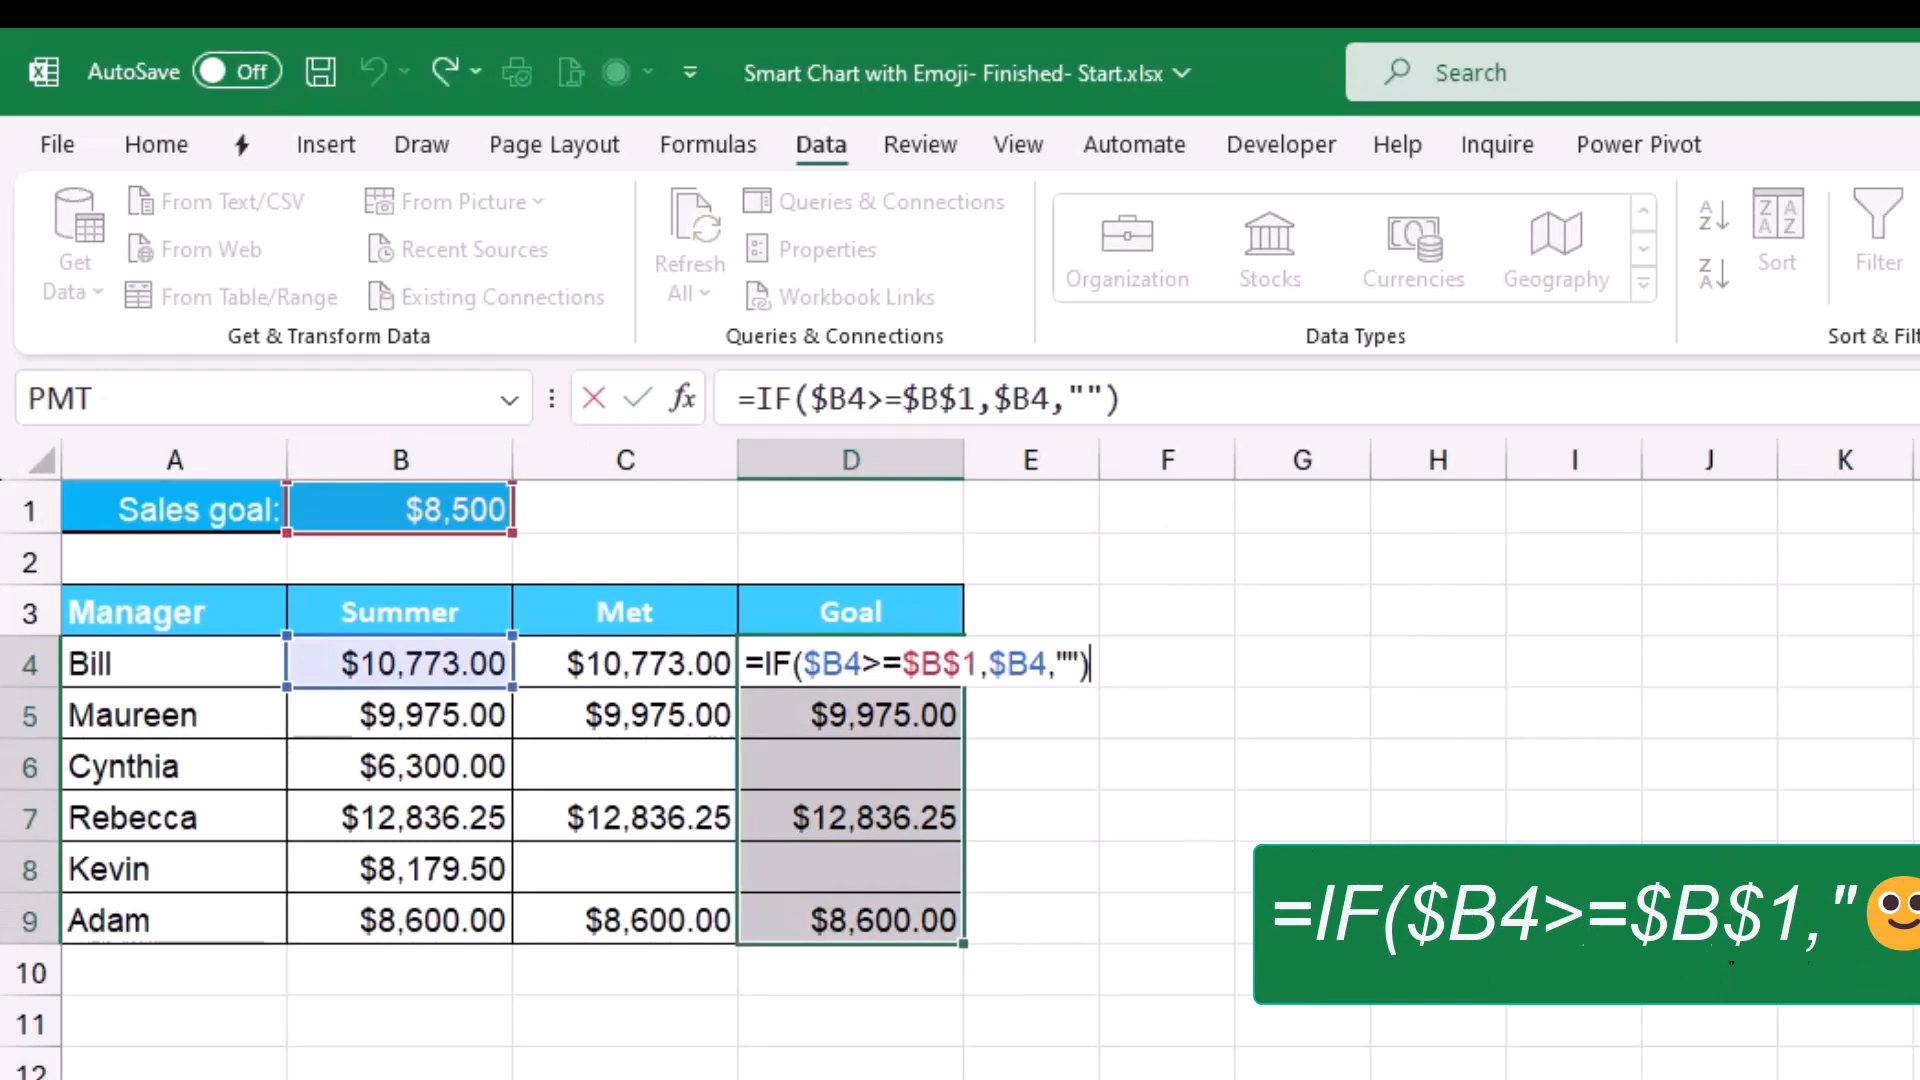 AutoSave Off Smart Chart with Emoji- Finished- Start.xlsx Search
File Home Insert Draw Page Layout Formulas Data Review View Automate Developer Help Inquire Power Pivot
Get Data
From Text/CSV
From Web
From Table/Range
From Picture
Recent Sources
Existing Connections
Get & Transform Data
Refresh All
Queries & Connections
Properties
Workbook Links
Queries & Connections
Organization Stocks Currencies Geography
Data Types
Sort Filter
Sort & Filt
PMT fx =IF($B4>=$B$1,$B4,"")
A B C D E F G H I J K
1 Sales goal: $8,500
2
3 Manager Summer Met Goal
4 Bill $10,773.00 $10,773.00 =IF($B4>=$B$1,$B4,"")
5 Maureen $9,975.00 $9,975.00 $9,975.00
6 Cynthia $6,300.00
7 Rebecca $12,836.25 $12,836.25 $12,836.25
8 Kevin $8,179.50
9 Adam $8,600.00 $8,600.00 $8,600.00
10
11
12
=IF($B4>=$B$1,"🙂